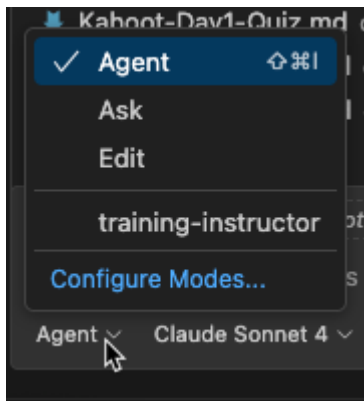 Kahoot-Day1-Quiz.md
Agent ⇧⌘I
Ask
Edit
training-instructor
Configure Modes...
Agent Claude Sonnet 4